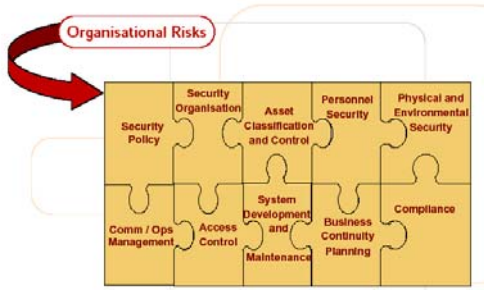 Organisational Risks
Security
Policy
Security
Organisation
Asset
Classification
and Control
Personnel
Security
Physical and
Environmental
Security
Comm / Ops
Management
Access
Control
System
Development
and
Maintenance
Business
Continuity
Planning
Compliance